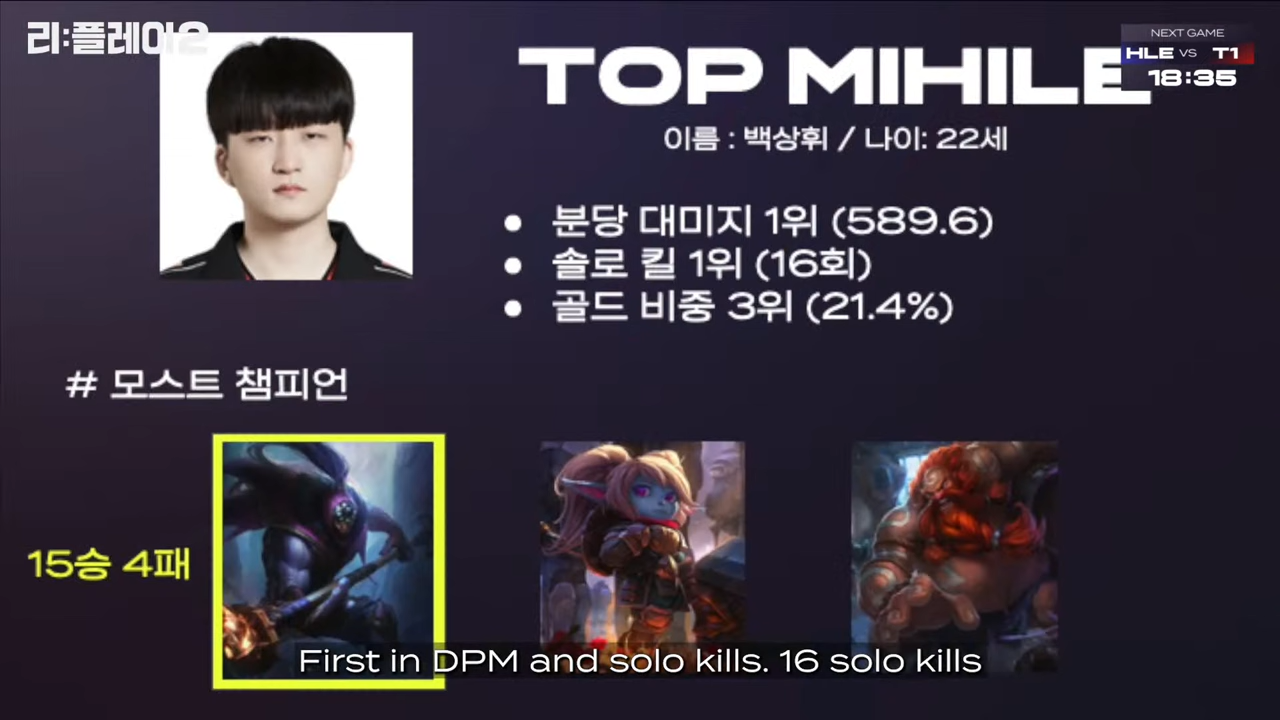 리:플레이2
NEXT GAME
HLE VS T1
18:35
TOP MIHILE
이름 : 백상휘 / 나이: 22세
• 분당 대미지 1위 (589.6)
• 솔로 킬 1위 (16회)
• 골드 비중 3위 (21.4%)
# 모스트 챔피언
15승 4패
First in DPM and solo kills. 16 solo kills